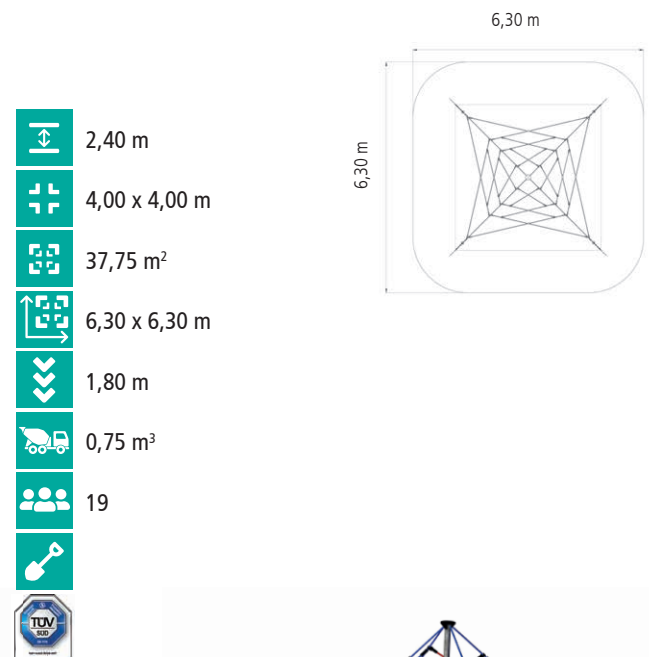 6,30 m
6,30 m
2,40 m
4,00 x 4,00 m
37,75 m²
6,30 x 6,30 m
1,80 m
0,75 m³
19
TÜV
SÜD